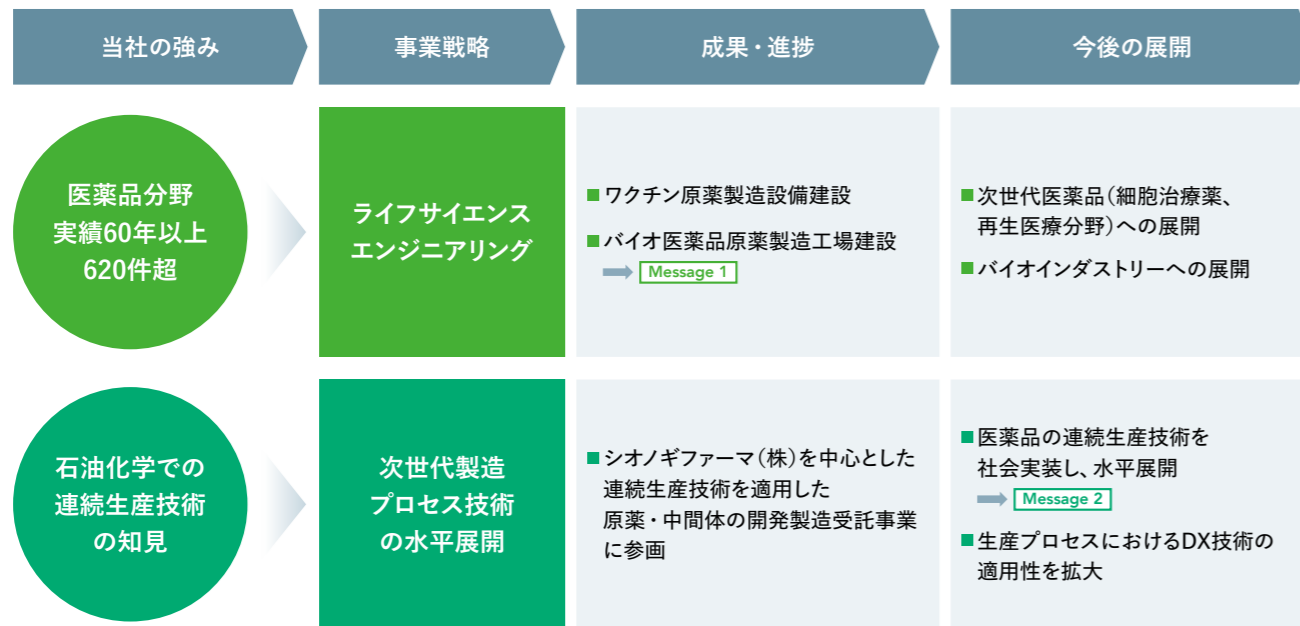 当社の強み
事業戦略
成果・進捗
今後の展開
医薬品分野
実績60年以上
620件超
ライフサイエンス
エンジニアリング
■ワクチン原薬製造設備建設
■バイオ医薬品原薬製造工場建設
Message 1
■次世代医薬品（細胞治療薬、
再生医療分野）への展開
■バイオインダストリーへの展開
石油化学での
連続生産技術
の知見
次世代製造
プロセス技術
の水平展開
■シオノギファーマ（株）を中心とした
連続生産技術を適用した
原薬・中間体の開発製造受託事業
に参画
■医薬品の連続生産技術を
社会実装し、水平展開
Message 2
■生産プロセスにおけるDX技術の
適用性を拡大